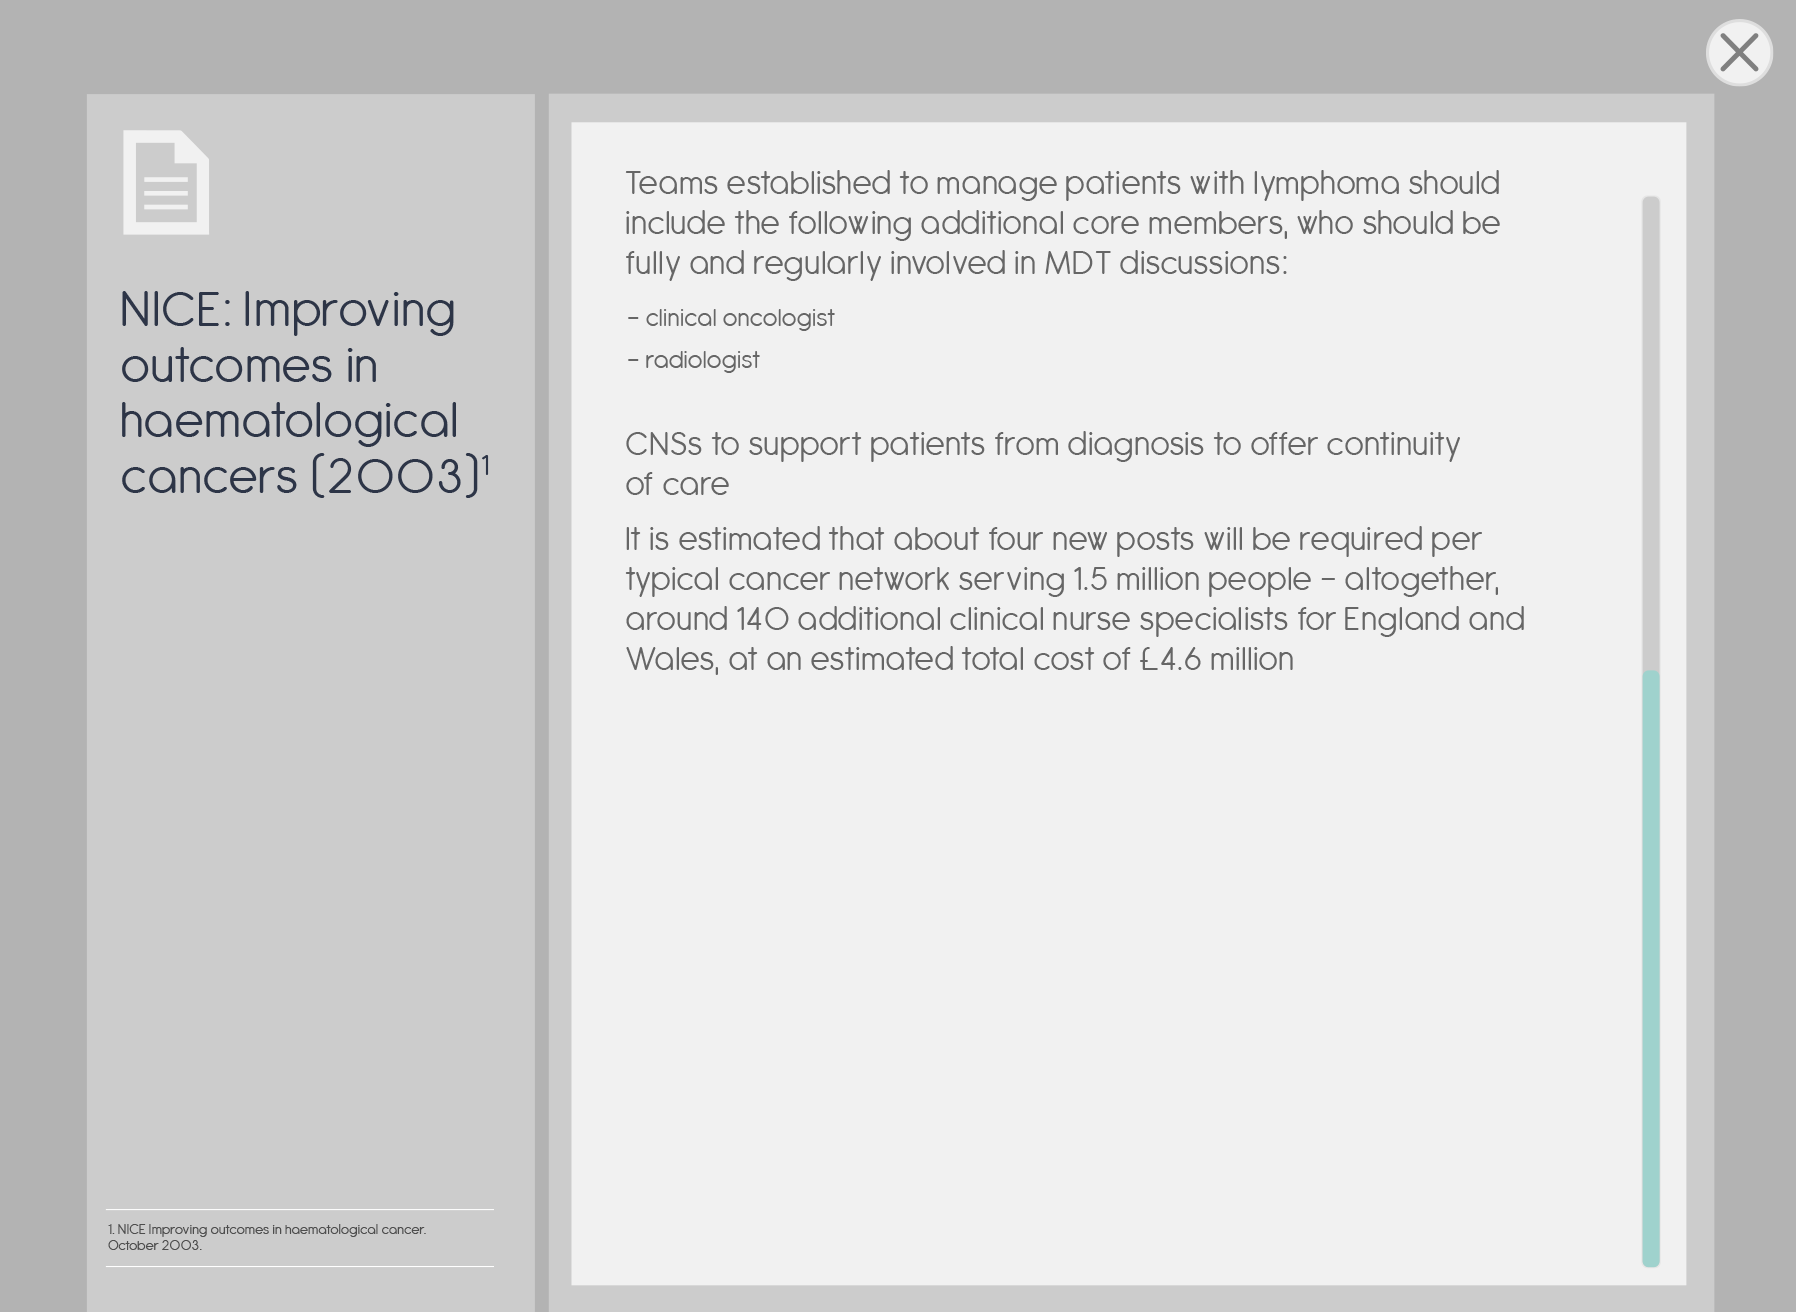 NICE: Improving
outcomes in
haematological
cancers (2003)¹
1. NICE Improving outcomes in haematological cancer.
October 2003.
Teams established to manage patients with lymphoma should
include the following additional core members, who should be
fully and regularly involved in MDT discussions:
– clinical oncologist
– radiologist
CNSs to support patients from diagnosis to offer continuity
of care
It is estimated that about four new posts will be required per
typical cancer network serving 1.5 million people – altogether,
around 140 additional clinical nurse specialists for England and
Wales, at an estimated total cost of £4.6 million